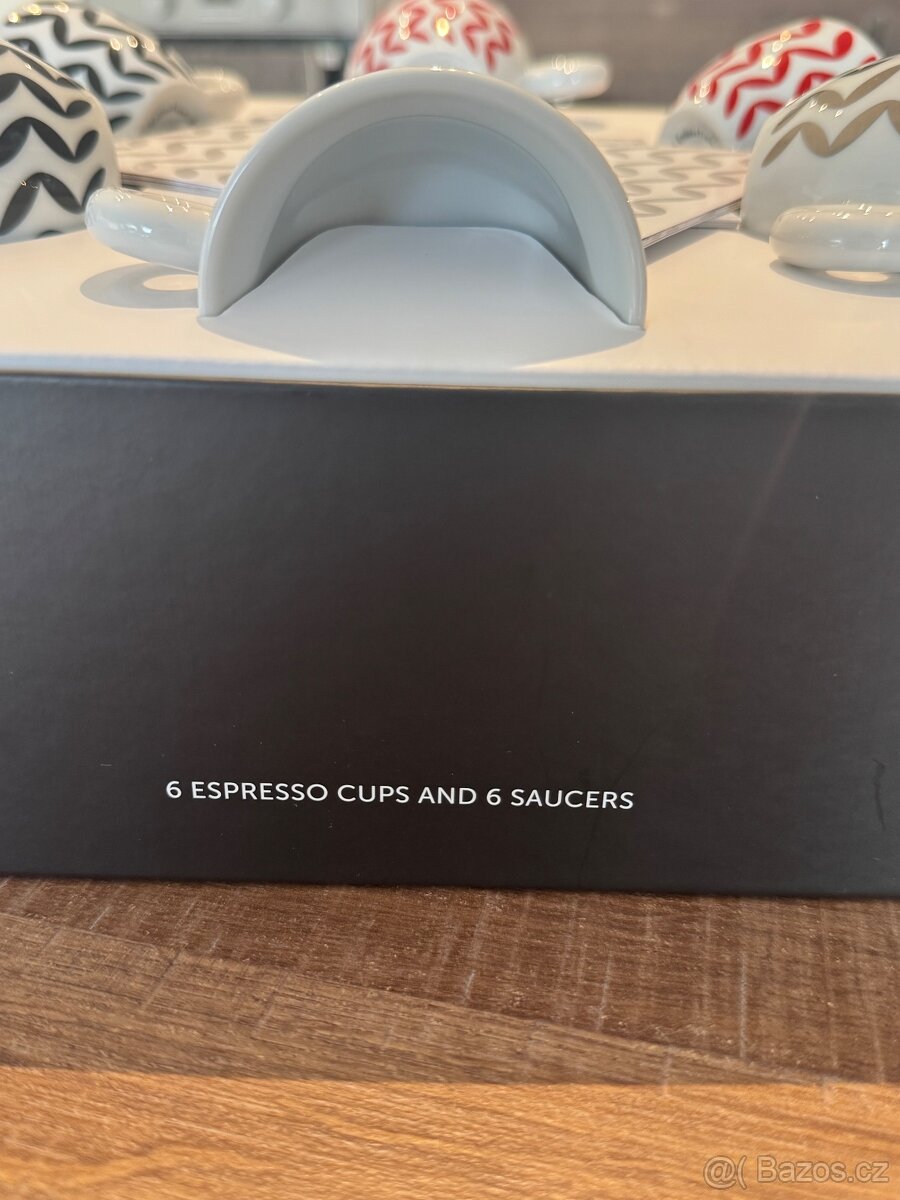 6 ESPRESSO CUPS AND 6 SAUCERS
@( Bazos.cz